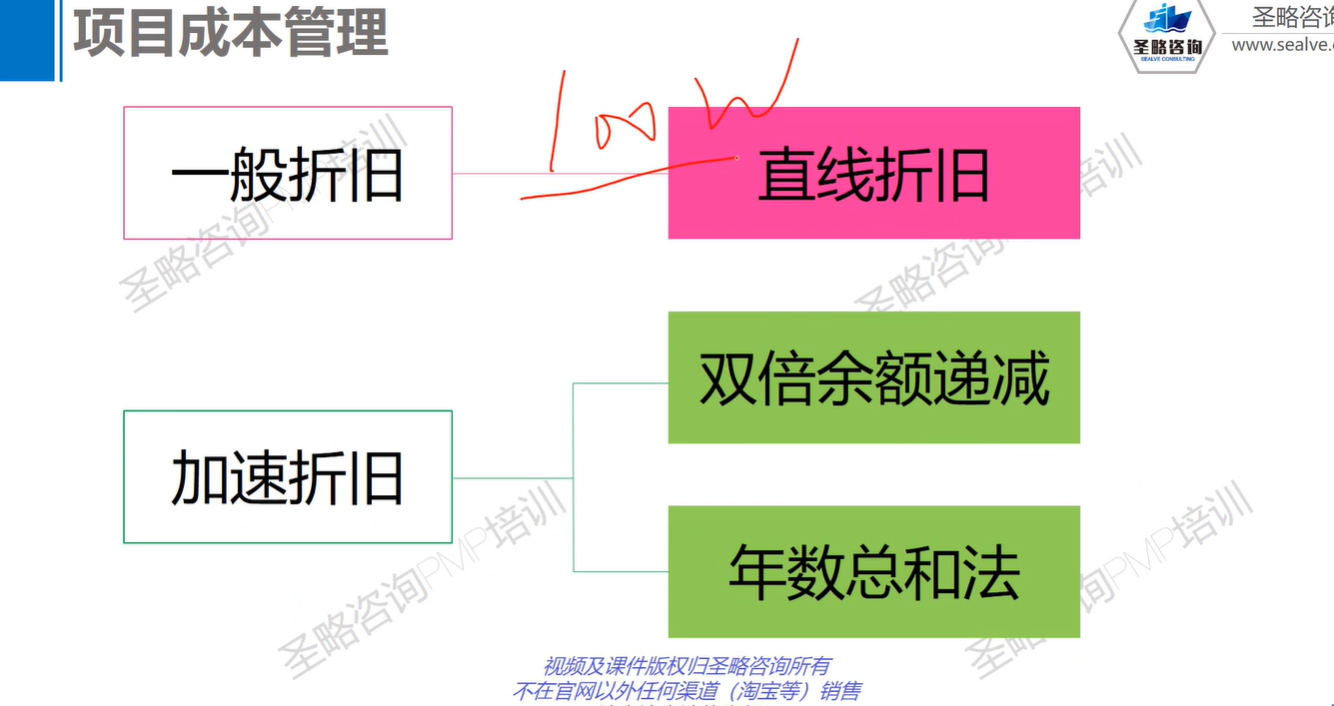 项目成本管理
圣略咨询
SEALVE CONSULTING
圣略咨询
www.sealve.c
100W
一般折旧
直线折旧
圣略咨询PMP培训
圣略咨询
培训
双倍余额递减
加速折旧
年数总和法
圣略咨询PMP培训
圣略咨询PMP培训
视频及课件版权归圣略咨询所有
不在官网以外任何渠道（淘宝等）销售